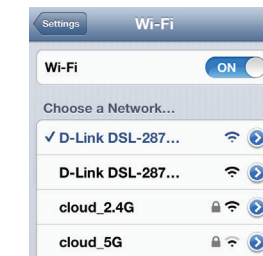 Settings
Wi-Fi
Wi-Fi
ON
Choose a Network...
✓ D-Link DSL-287...
D-Link DSL-287...
cloud_2.4G
cloud_5G